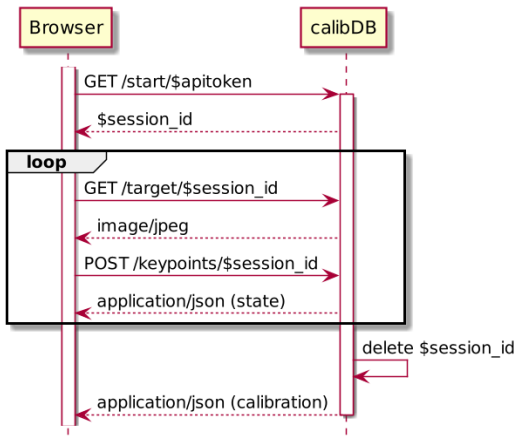 Browser
calibDB
GET /start/$apitoken
$session_id
loop
GET /target/$session_id
image/jpeg
POST /keypoints/$session_id
application/json (state)
delete $session_id
application/json (calibration)